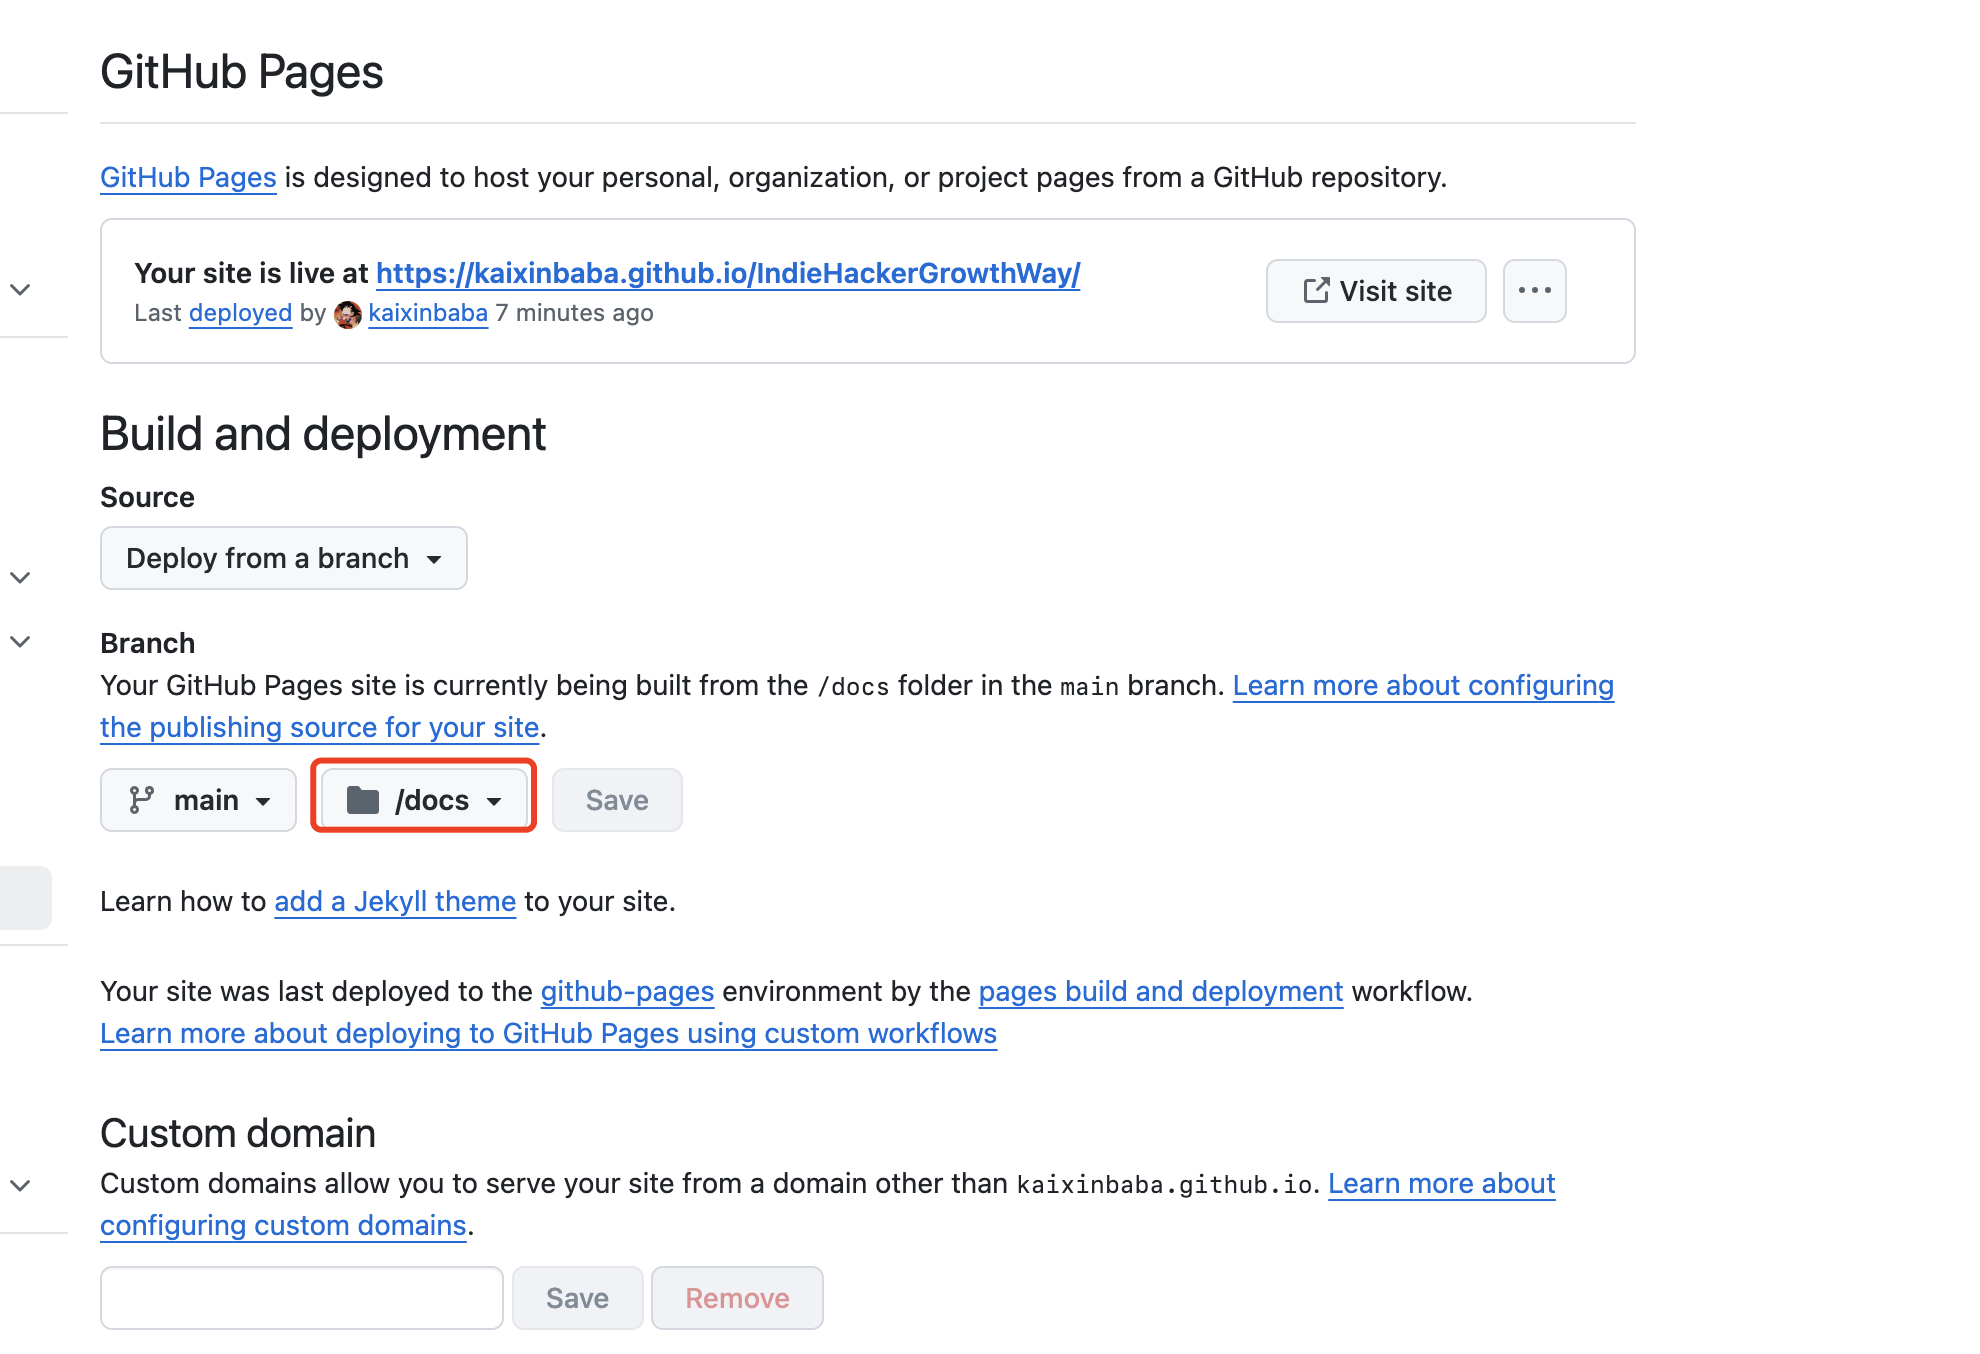 GitHub Pages
GitHub Pages is designed to host your personal, organization, or project pages from a GitHub repository.
Your site is live at https://kaixinbaba.github.io/IndieHackerGrowthWay/
Last deployed by kaixinbaba 7 minutes ago
Visit site
Build and deployment
Source
Deploy from a branch
Branch
Your GitHub Pages site is currently being built from the /docs folder in the main branch. Learn more about configuring
the publishing source for your site.
main /docs Save
Learn how to add a Jekyll theme to your site.
Your site was last deployed to the github-pages environment by the pages build and deployment workflow.
Learn more about deploying to GitHub Pages using custom workflows
Custom domain
Custom domains allow you to serve your site from a domain other than kaixinbaba.github.io. Learn more about
configuring custom domains.
Save Remove